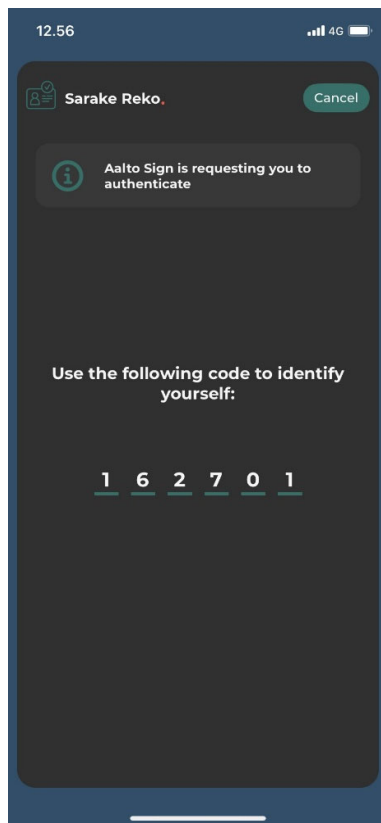 12.56
4G
Sarake Reko.
Cancel
Aalto Sign is requesting you to
authenticate
Use the following code to identify
yourself:
1 6 2 7 0 1